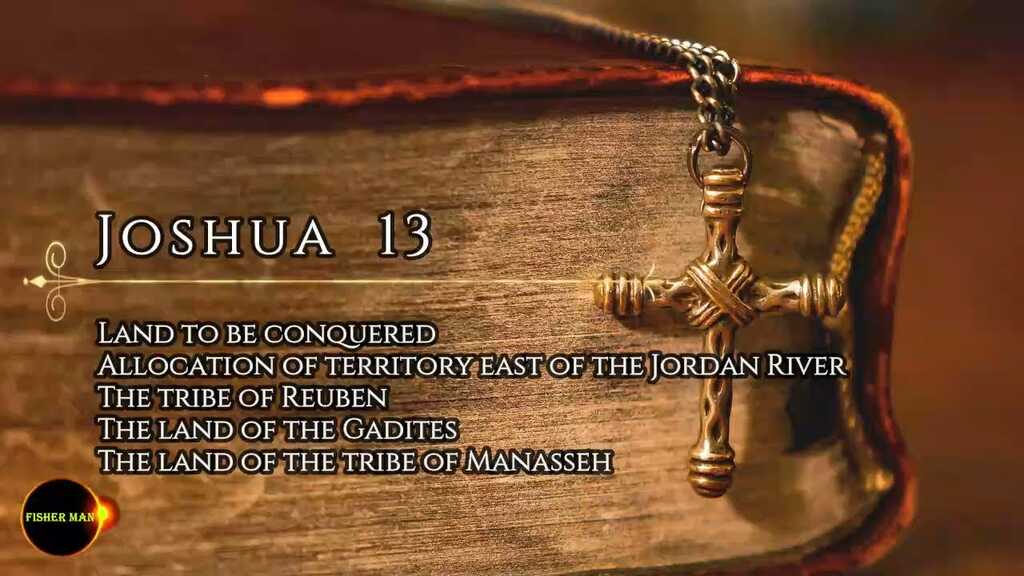 Joshua 13
Land to be conquered
Allocation of territory east of the Jordan River
The tribe of Reuben
The land of the Gadites
The land of the tribe of Manasseh
FISHER MAN